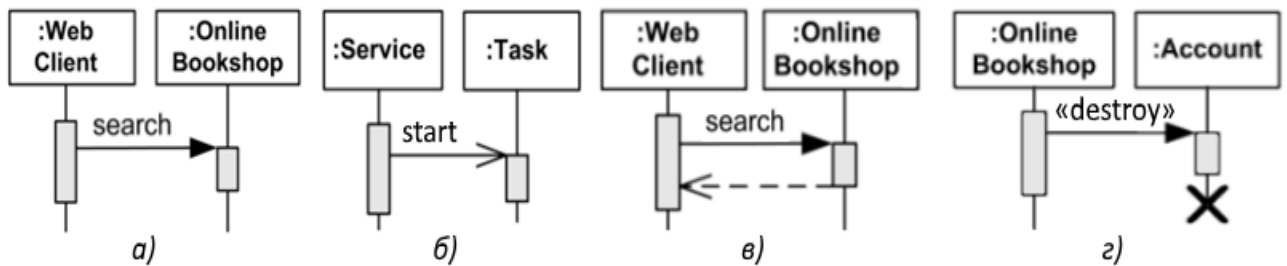 :Web
Client
:Online
Bookshop
search
а)
:Service
:Task
start
б)
:Web
Client
:Online
Bookshop
search
в)
:Online
Bookshop
:Account
«destroy»
г)